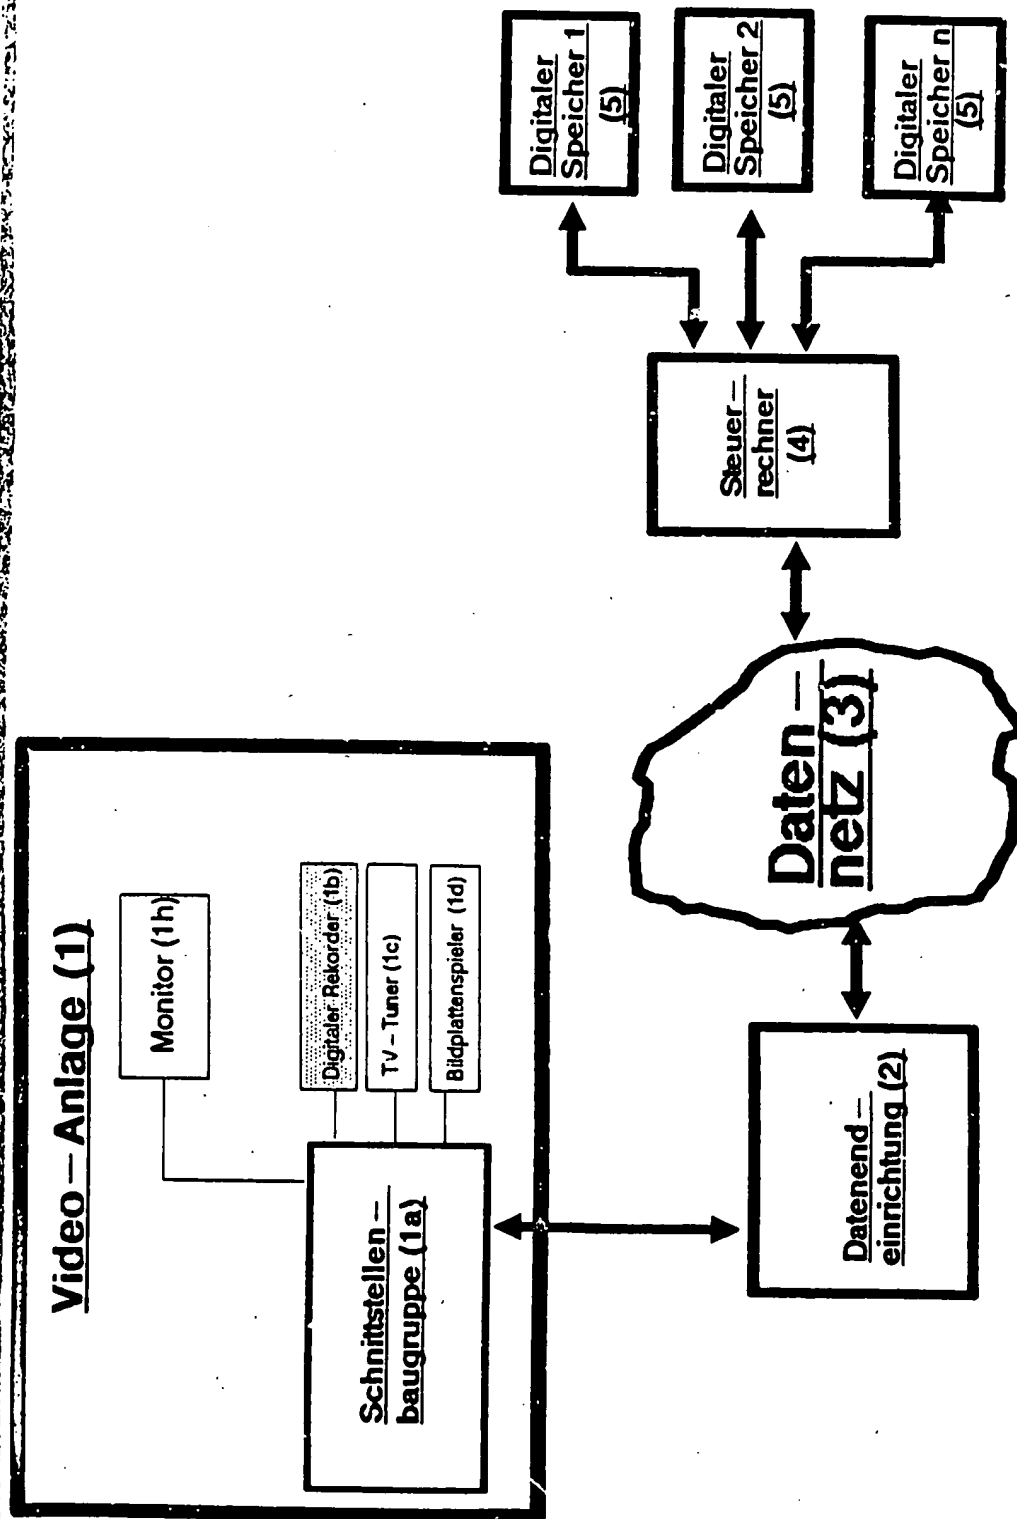 Video – Anlage (1)
Monitor (1h)
Digitaler Rekorder (1b)
TV – Tuner (1c)
Bildplattenspieler (1d)
Schnittstellen –
baugruppe (1a)
Datenend –
einrichtung (2)
Daten –
netz (3)
Steuer –
rechner
(4)
Digitaler
Speicher 1
(5)
Digitaler
Speicher 2
(5)
Digitaler
Speicher n
(5)